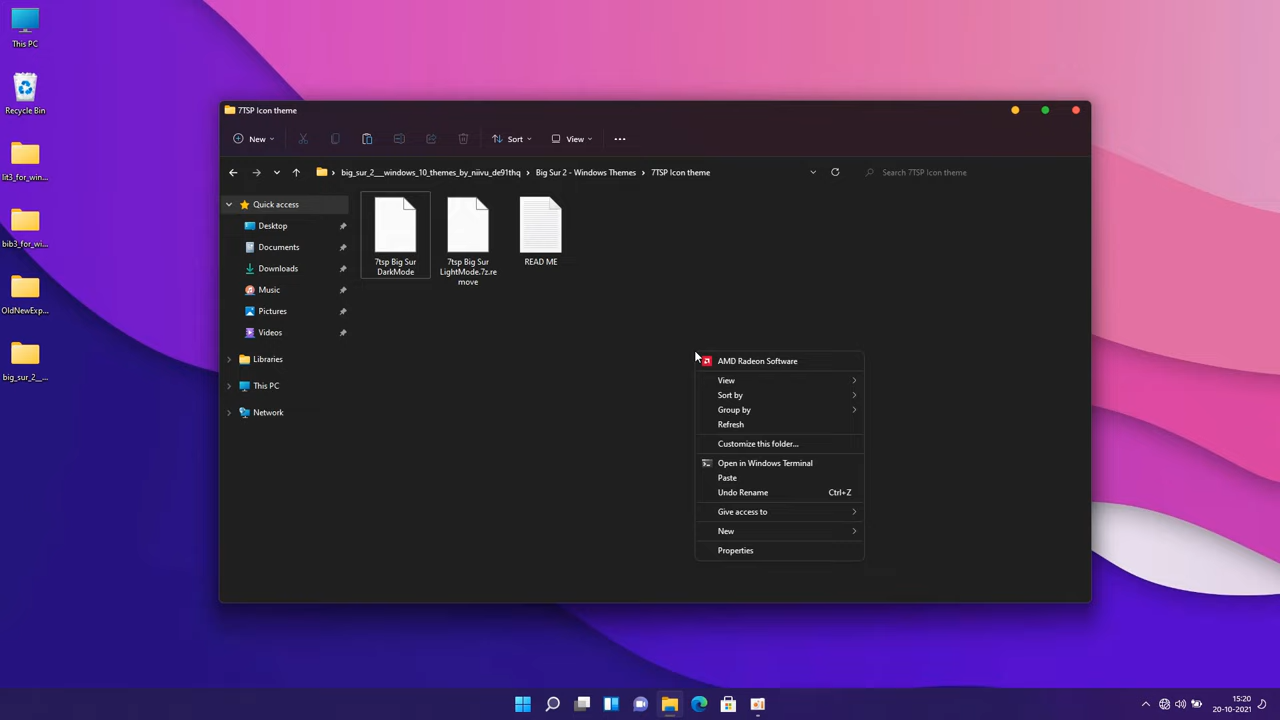 This PC
Recycle Bin
lit3_for_win...
bib3_for_wi...
OldNewExp...
big_sur_2__...
7TSP Icon theme
New
Sort
View
big_sur_2__windows_10_themes_by_niivu_de91thq
Big Sur 2 - Windows Themes
7TSP Icon theme
Search 7TSP Icon theme
Quick access
Desktop
Documents
Downloads
Music
Pictures
Videos
Libraries
This PC
Network
7tsp Big Sur
DarkMode
7tsp Big Sur
LightMode.7z.re
move
READ ME
AMD Radeon Software
View
Sort by
Group by
Refresh
Customize this folder...
Open in Windows Terminal
Paste
Undo Rename Ctrl+Z
Give access to
New
Properties
15:20
20-10-2021